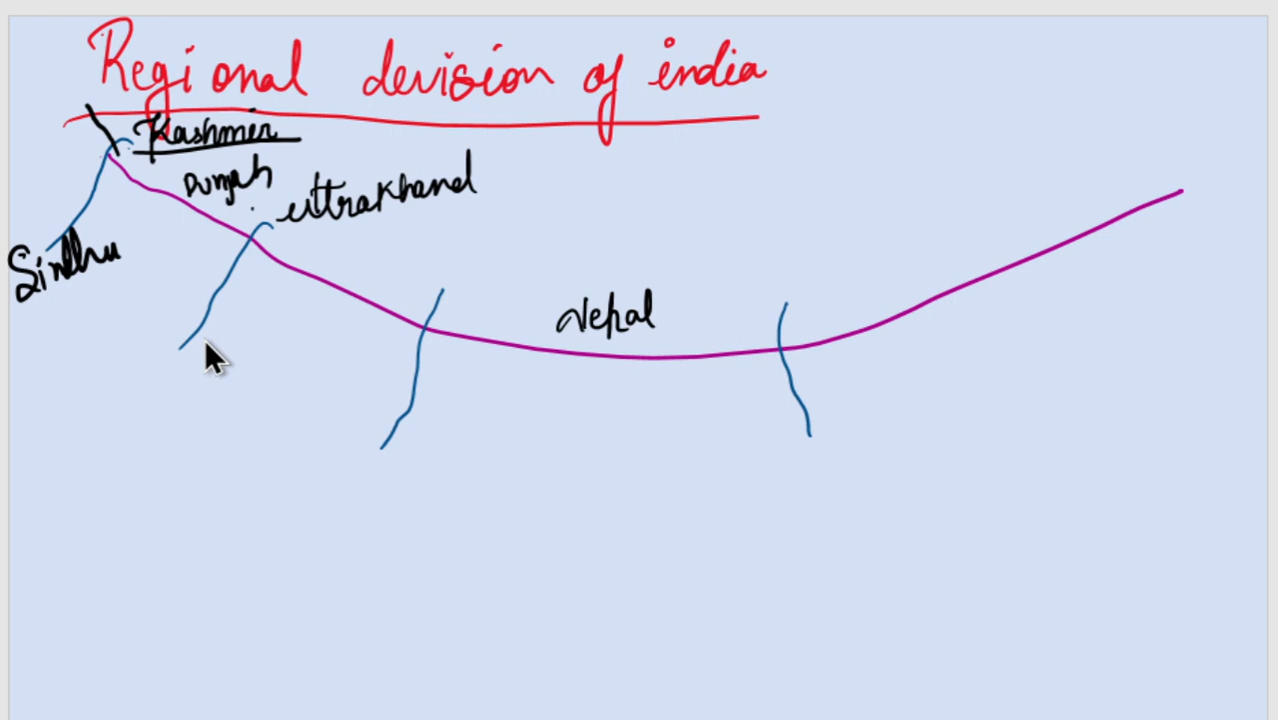 Regional devision of india
Kashmir
Punjab
uttrakhand
Sindhu
Nepal